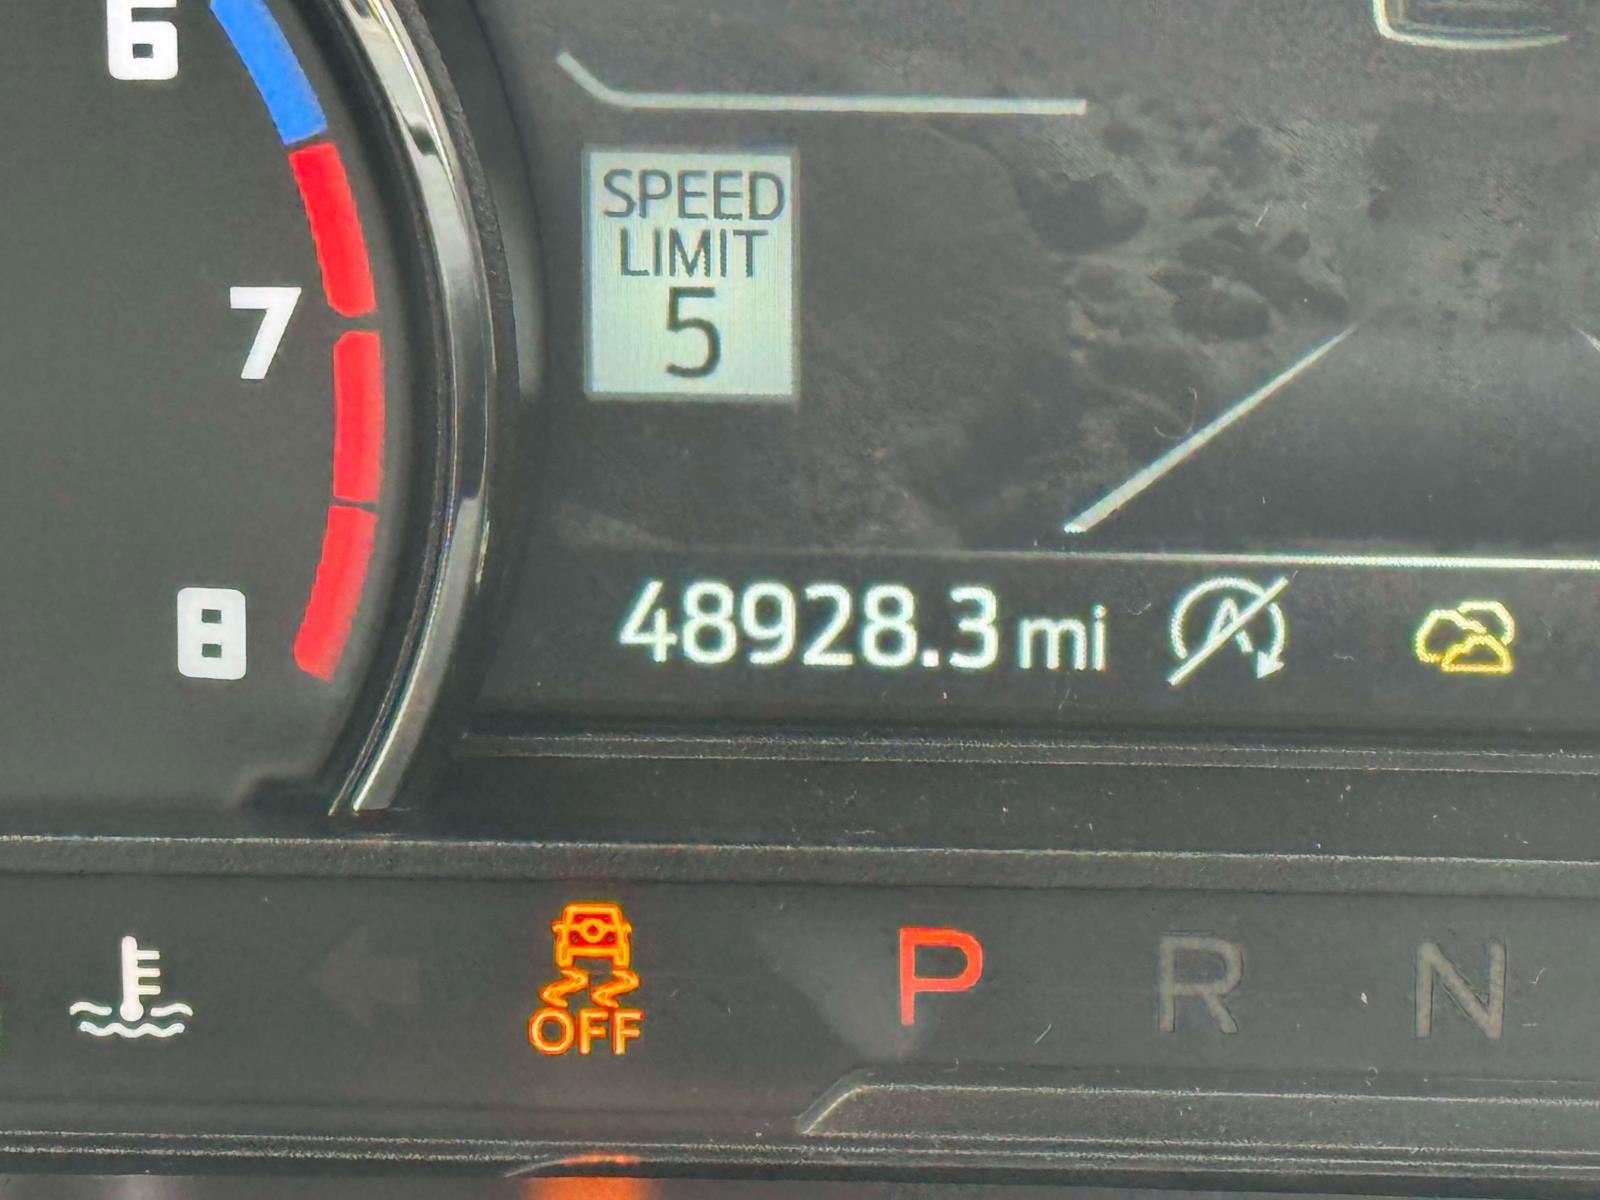 6
SPEED
LIMIT
5
7
8
48928.3 mi
A
OFF
P R N